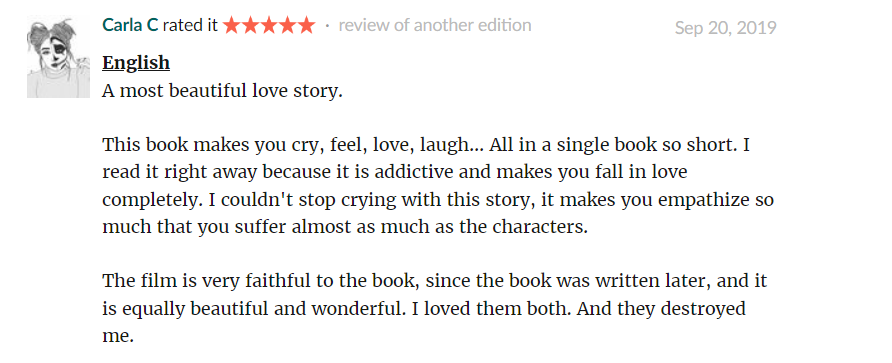 Carla C rated it ★★★★★ · review of another edition
Sep 20, 2019
English
A most beautiful love story.
This book makes you cry, feel, love, laugh... All in a single book so short. I
read it right away because it is addictive and makes you fall in love
completely. I couldn't stop crying with this story, it makes you empathize so
much that you suffer almost as much as the characters.
The film is very faithful to the book, since the book was written later, and it
is equally beautiful and wonderful. I loved them both. And they destroyed
me.